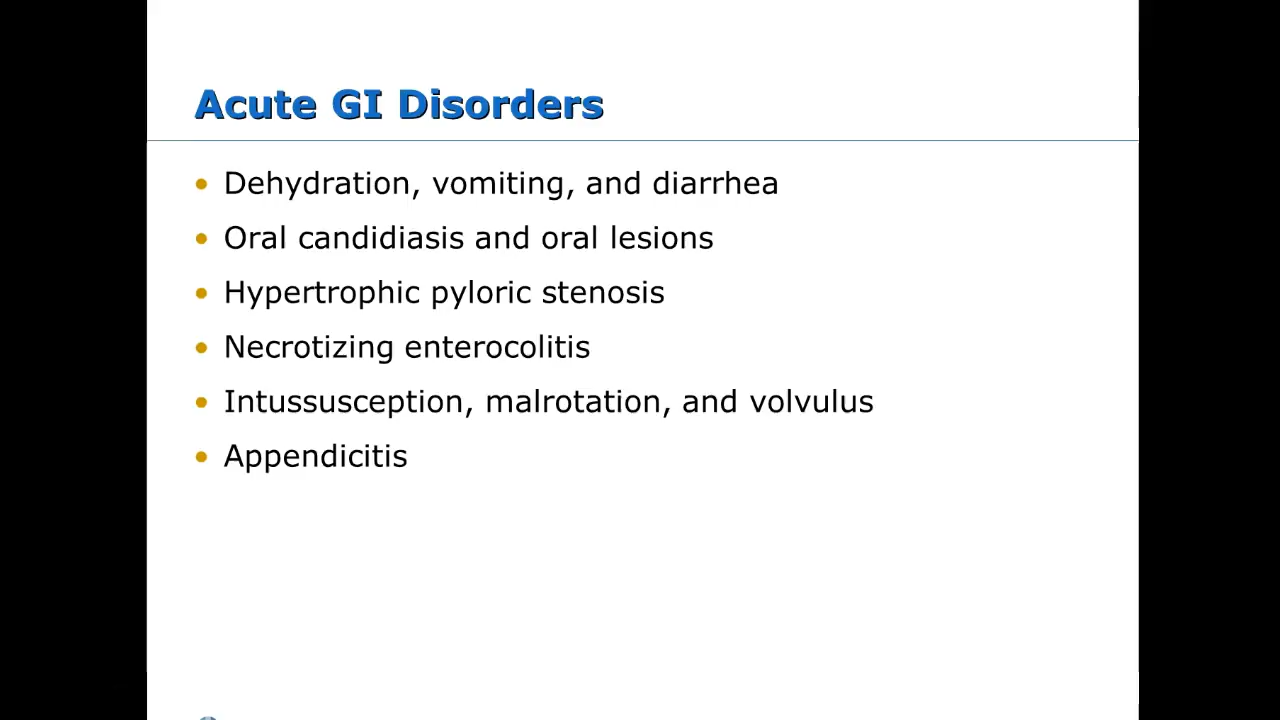 Acute GI Disorders
• Dehydration, vomiting, and diarrhea
• Oral candidiasis and oral lesions
• Hypertrophic pyloric stenosis
• Necrotizing enterocolitis
• Intussusception, malrotation, and volvulus
• Appendicitis